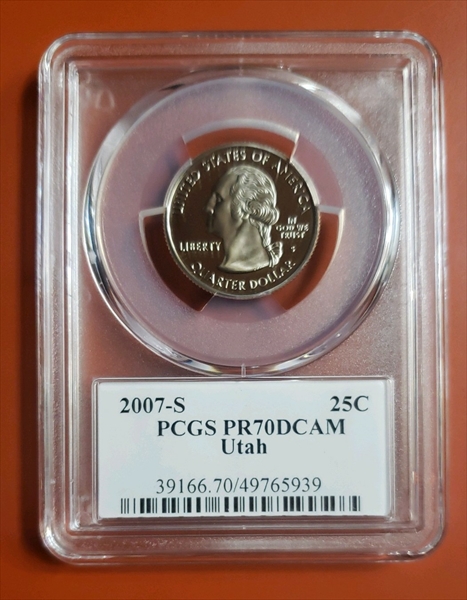 UNITED STATES OF AMERICA
LIBERTY
IN
GOD WE
TRUST
S
QUARTER DOLLAR
2007-S 25C
PCGS PR70DCAM
Utah
39166.70/49765939